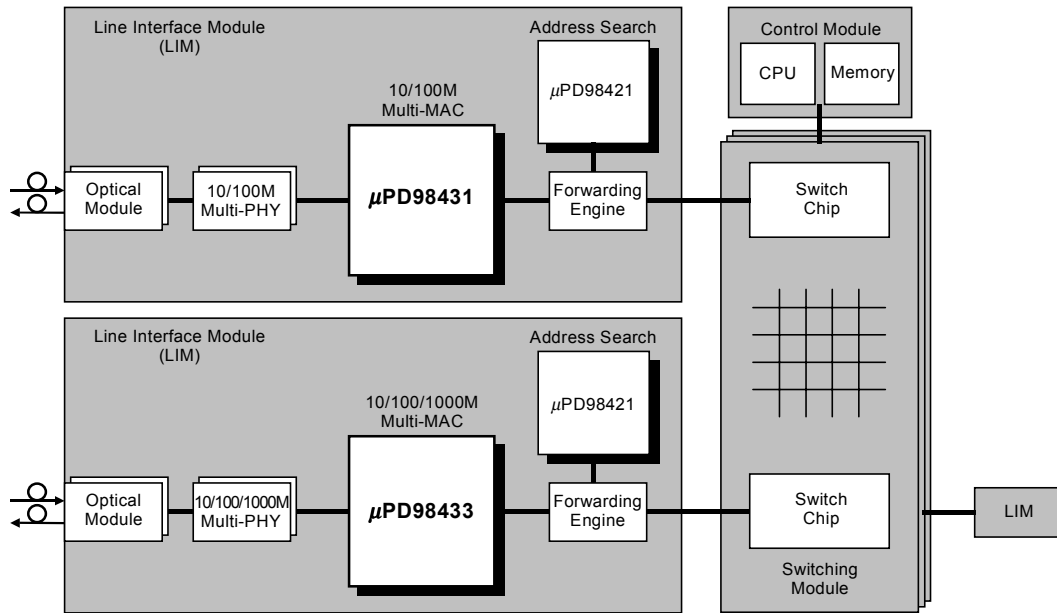 Line Interface Module
(LIM)
Address Search
μPD98421
10/100M
Multi-MAC
μPD98431
Optical
Module
10/100M
Multi-PHY
Forwarding
Engine
Control Module
CPU
Memory
Switch
Chip
Line Interface Module
(LIM)
Address Search
μPD98421
10/100/1000M
Multi-MAC
μPD98433
Optical
Module
10/100/1000M
Multi-PHY
Forwarding
Engine
Switch
Chip
Switching
Module
LIM